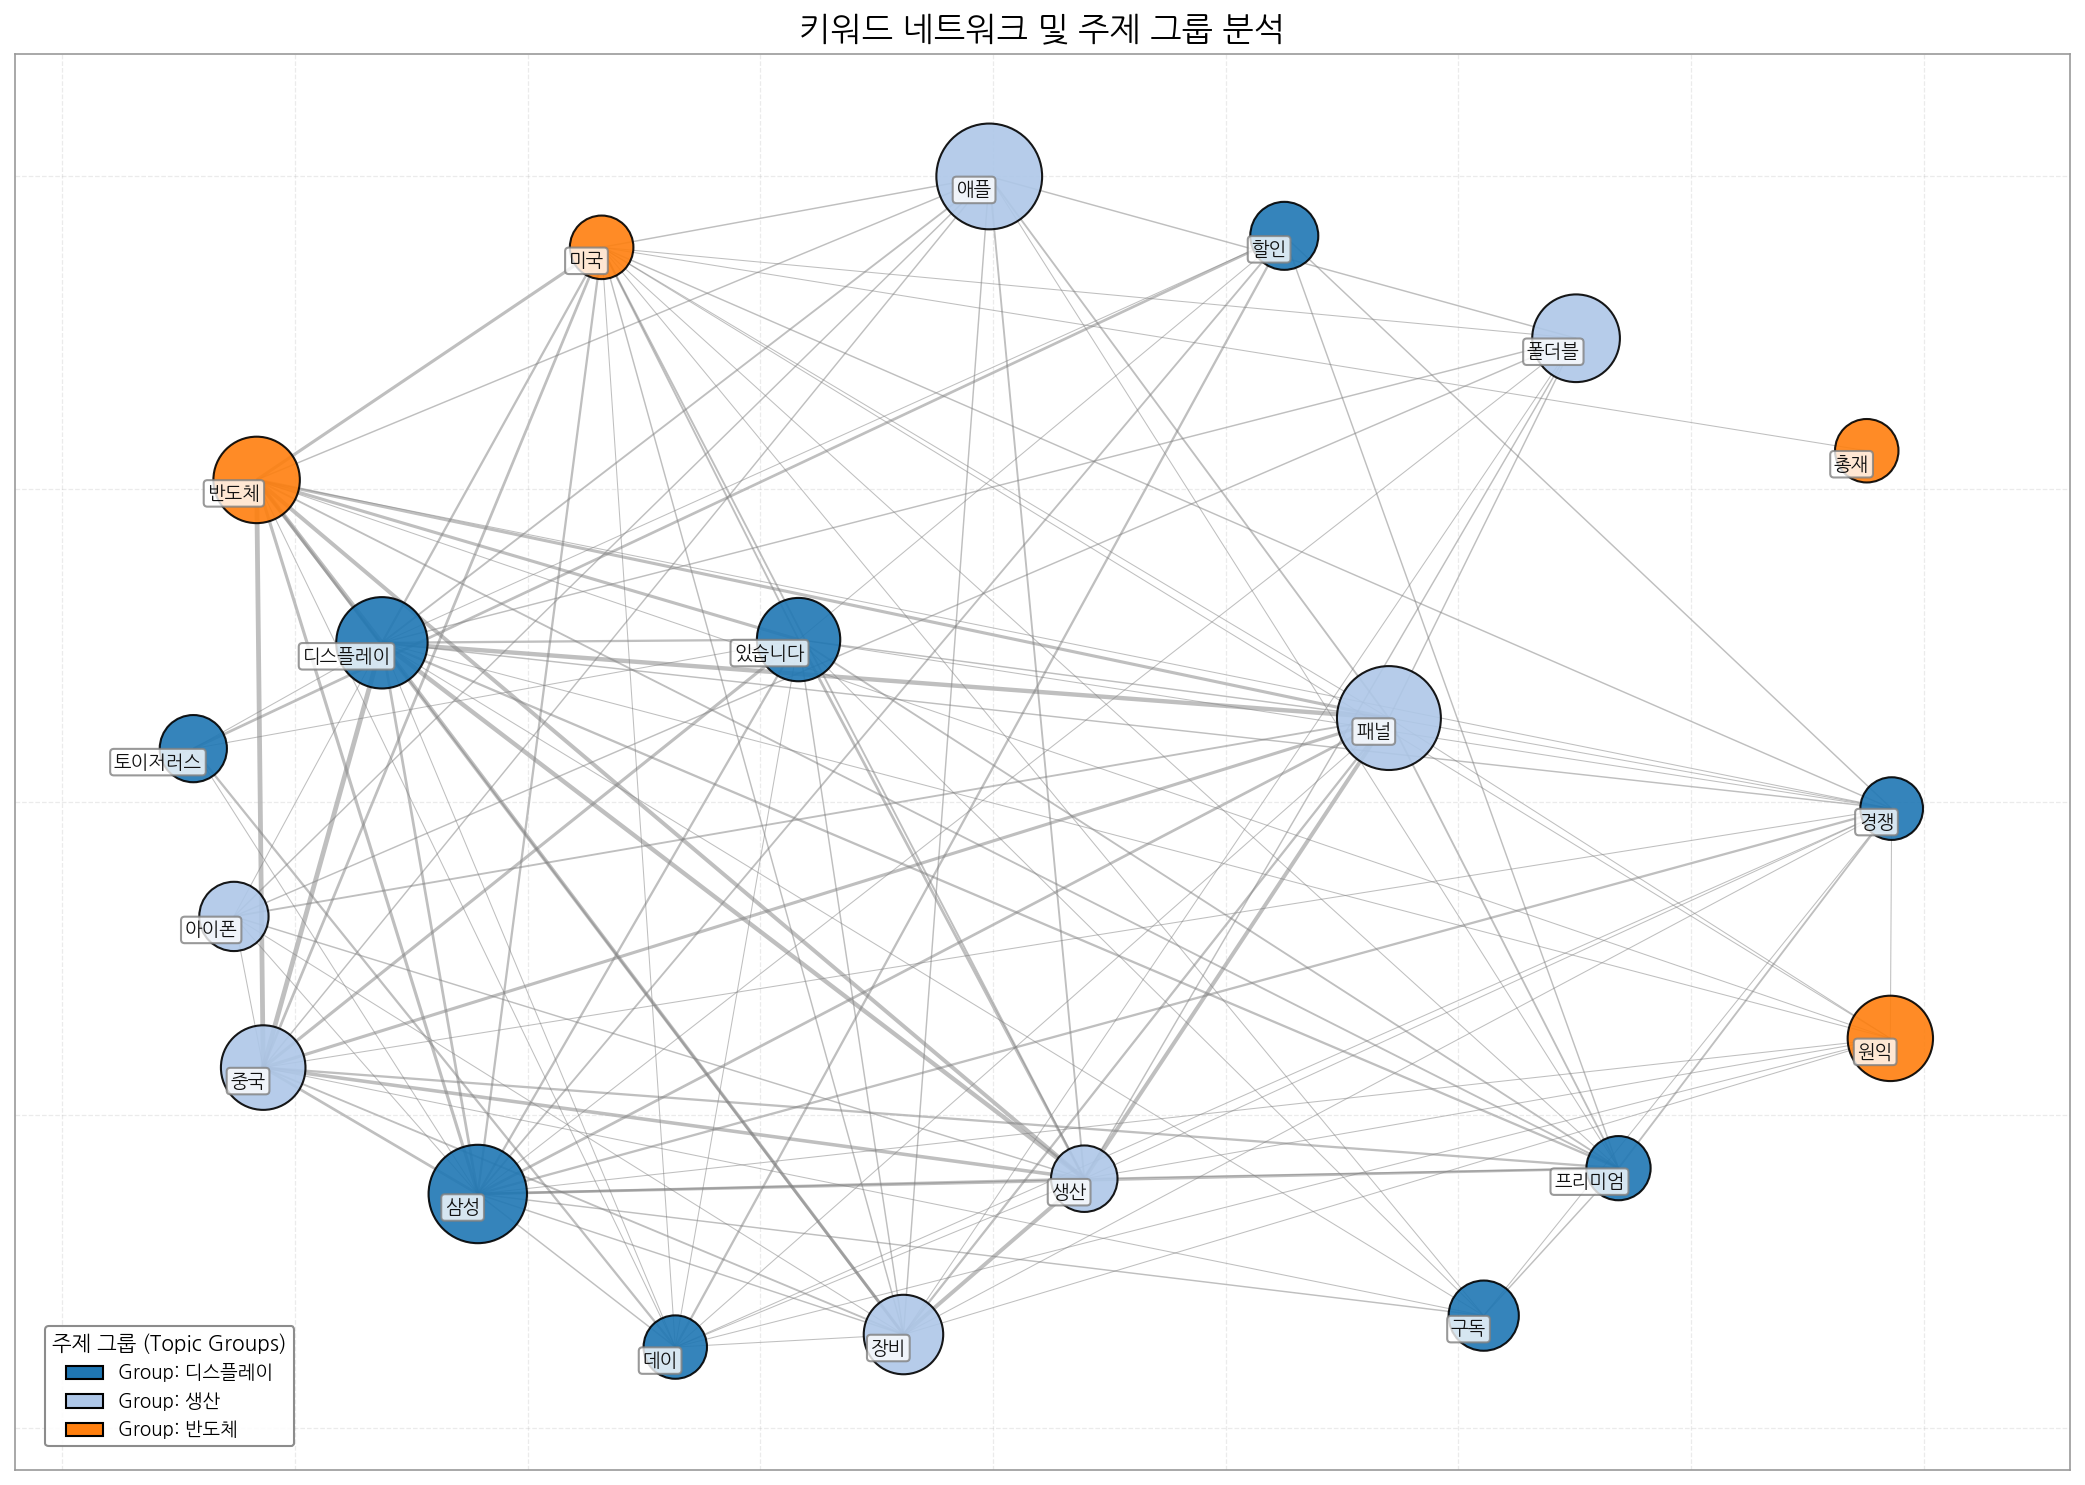 키워드 네트워크 및 주제 그룹 분석
애플
할인
미국
폴더블
총재
반도체
디스플레이
있습니다
패널
토이저러스
경쟁
아이폰
원익
중국
프리미엄
생산
삼성
구독
장비
데이
주제 그룹 (Topic Groups)
Group: 디스플레이
Group: 생산
Group: 반도체